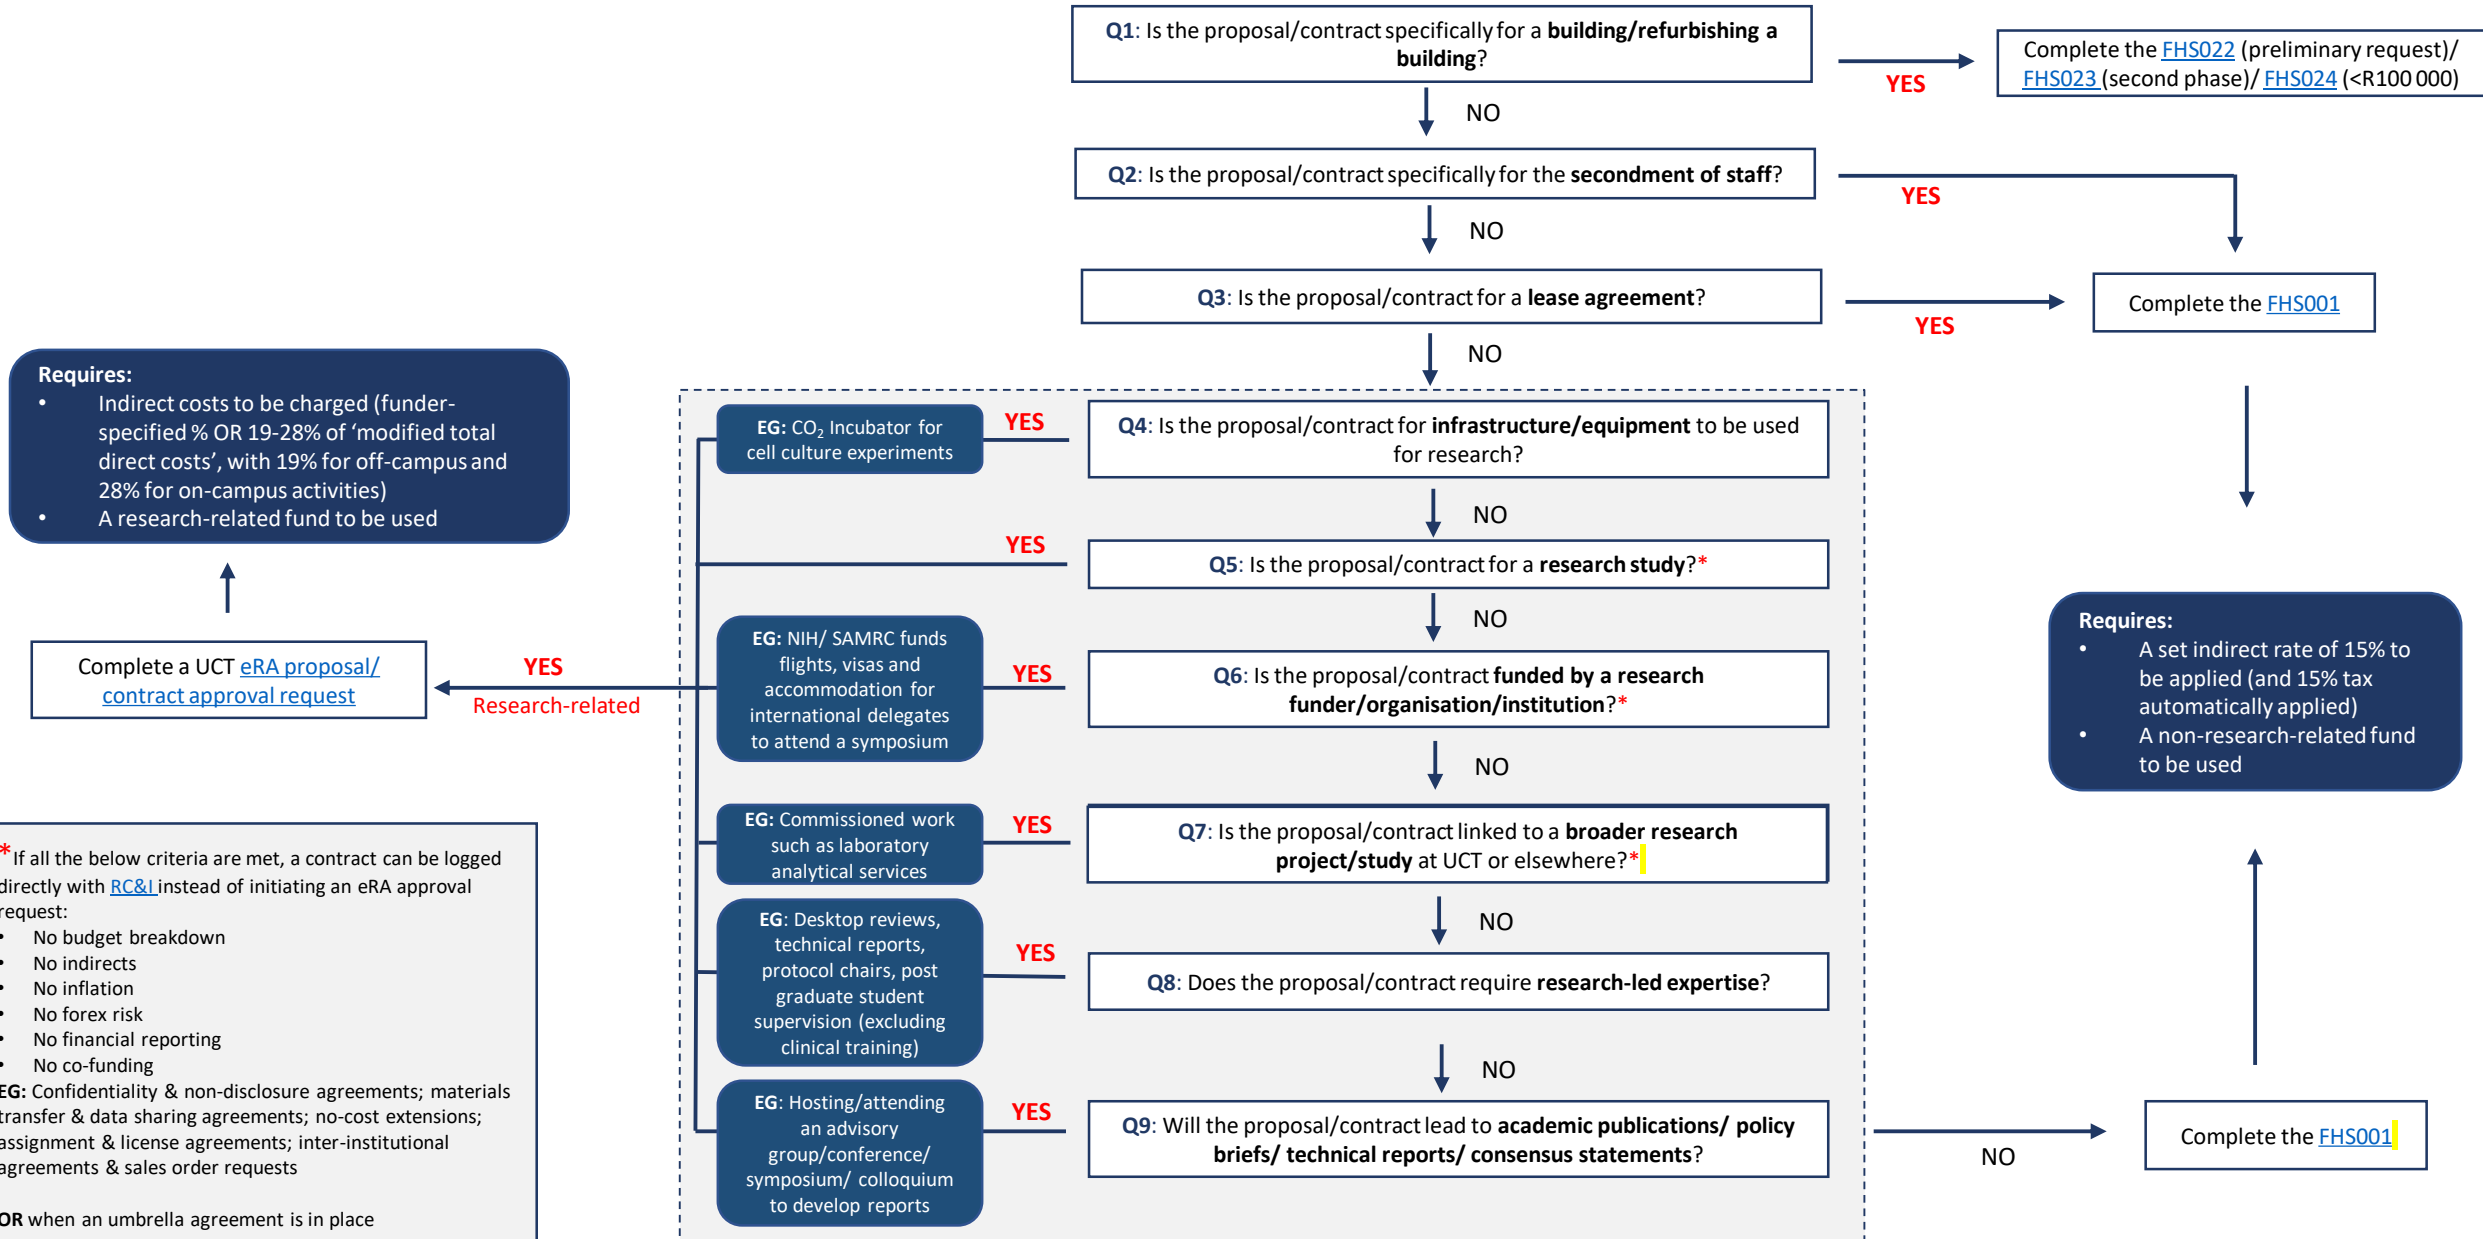 Q1: Is the proposal/contract specifically for a building/refurbishing a
building?
YES
Complete the FHS022 (preliminary request)/
FHS023 (second phase)/ FHS024 (<R100 000)
NO
Q2: Is the proposal/contract specifically for the secondment of staff?
YES
NO
Q3: Is the proposal/contract for a lease agreement?
YES
Complete the FHS001
NO
Requires:
• Indirect costs to be charged (funder-
specified % OR 19-28% of ‘modified total
direct costs’, with 19% for off-campus and
28% for on-campus activities)
• A research-related fund to be used
EG: CO₂ Incubator for
cell culture experiments
YES
Q4: Is the proposal/contract for infrastructure/equipment to be used
for research?
NO
YES
Q5: Is the proposal/contract for a research study?*
NO
Complete a UCT eRA proposal/
contract approval request
YES
Research-related
EG: NIH/ SAMRC funds
flights, visas and
accommodation for
international delegates
to attend a symposium
YES
Q6: Is the proposal/contract funded by a research
funder/organisation/institution?*
NO
Requires:
• A set indirect rate of 15% to
be applied (and 15% tax
automatically applied)
• A non-research-related fund
to be used
EG: Commissioned work
such as laboratory
analytical services
YES
Q7: Is the proposal/contract linked to a broader research
project/study at UCT or elsewhere?*
NO
EG: Desktop reviews,
technical reports,
protocol chairs, post
graduate student
supervision (excluding
clinical training)
YES
Q8: Does the proposal/contract require research-led expertise?
NO
EG: Hosting/attending
an advisory
group/conference/
symposium/ colloquium
to develop reports
YES
Q9: Will the proposal/contract lead to academic publications/ policy
briefs/ technical reports/ consensus statements?
NO
Complete the FHS001
*If all the below criteria are met, a contract can be logged
directly with RC&I instead of initiating an eRA approval
request:
• No budget breakdown
• No indirects
• No inflation
• No forex risk
• No financial reporting
• No co-funding
EG: Confidentiality & non-disclosure agreements; materials
transfer & data sharing agreements; no-cost extensions;
assignment & license agreements; inter-institutional
agreements & sales order requests
OR when an umbrella agreement is in place